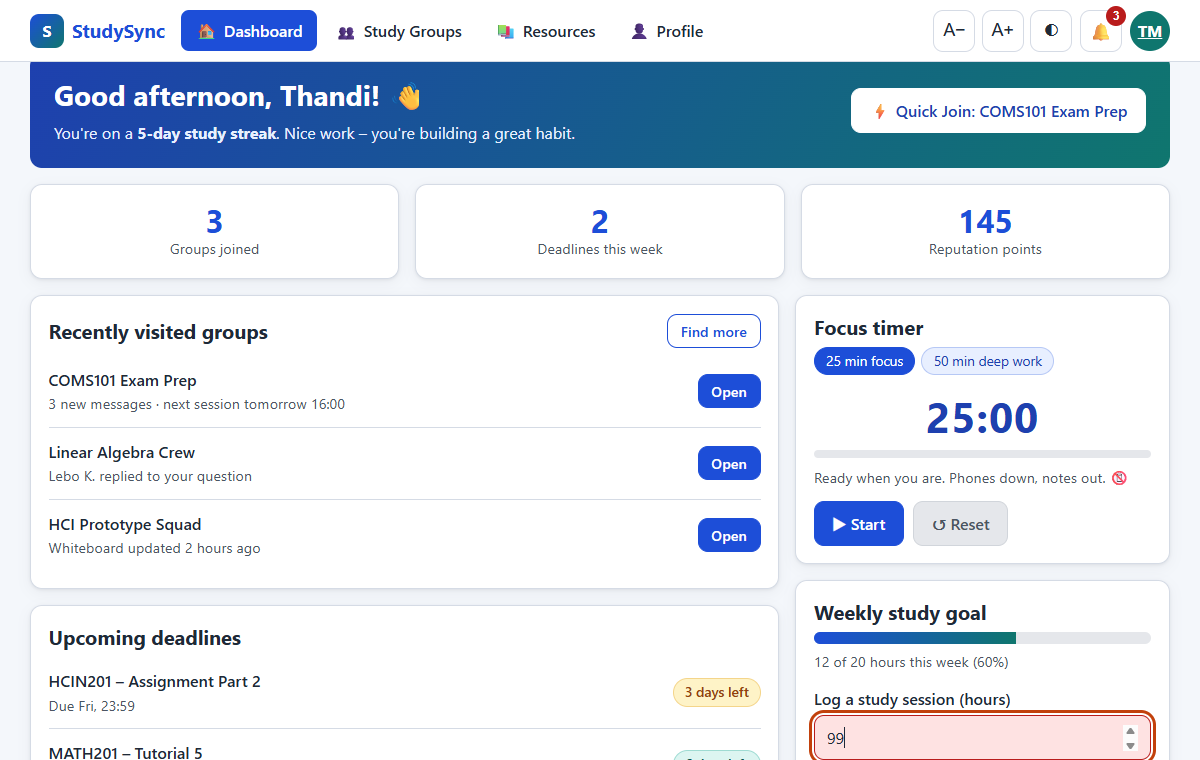 S StudySync Dashboard Study Groups Resources Profile A− A+ 3 TM
Good afternoon, Thandi!
You're on a 5-day study streak. Nice work – you're building a great habit.
Quick Join: COMS101 Exam Prep
3
Groups joined
2
Deadlines this week
145
Reputation points
Recently visited groups
Find more
COMS101 Exam Prep
3 new messages · next session tomorrow 16:00
Open
Linear Algebra Crew
Lebo K. replied to your question
Open
HCI Prototype Squad
Whiteboard updated 2 hours ago
Open
Upcoming deadlines
HCIN201 – Assignment Part 2
Due Fri, 23:59
3 days left
MATH201 – Tutorial 5
Focus timer
25 min focus
50 min deep work
25:00
Ready when you are. Phones down, notes out.
▶ Start
↺ Reset
Weekly study goal
12 of 20 hours this week (60%)
Log a study session (hours)
99